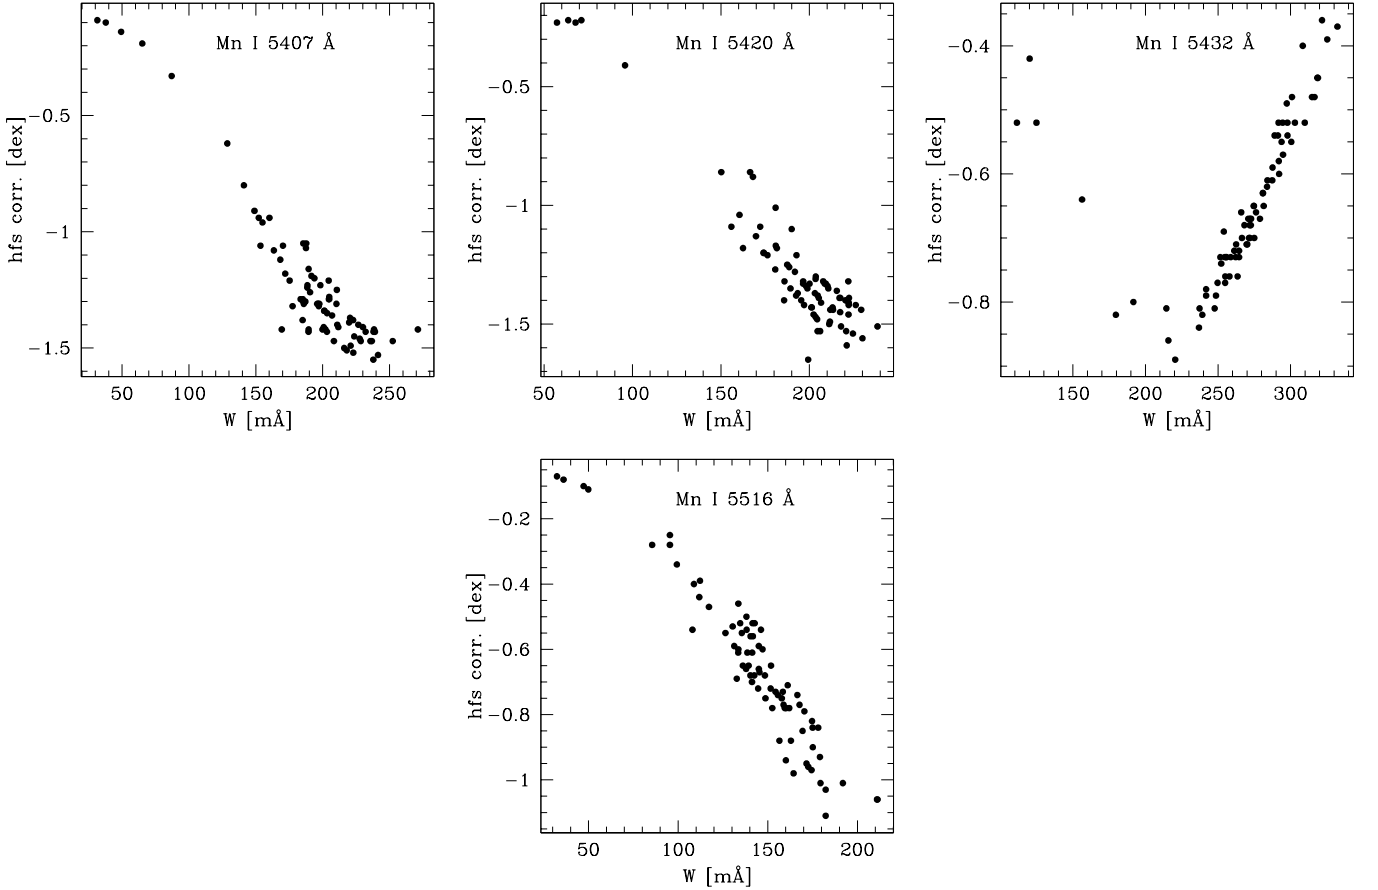 Mn I 5407 Å
hfs corr. [dex]
−0.5
−1
−1.5
50 100 150 200 250
W [mÅ]
Mn I 5420 Å
hfs corr. [dex]
−0.5
−1
−1.5
50 100 150 200
W [mÅ]
Mn I 5432 Å
hfs corr. [dex]
−0.4
−0.6
−0.8
150 200 250 300
W [mÅ]
Mn I 5516 Å
hfs corr. [dex]
−0.2
−0.4
−0.6
−0.8
−1
50 100 150 200
W [mÅ]